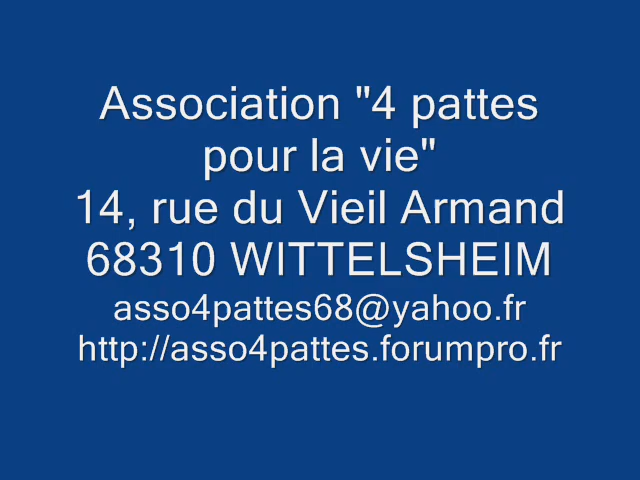 Association "4 pattes
pour la vie"
14, rue du Vieil Armand
68310 WITTELSHEIM
asso4pattes68@yahoo.fr
http://asso4pattes.forumpro.fr